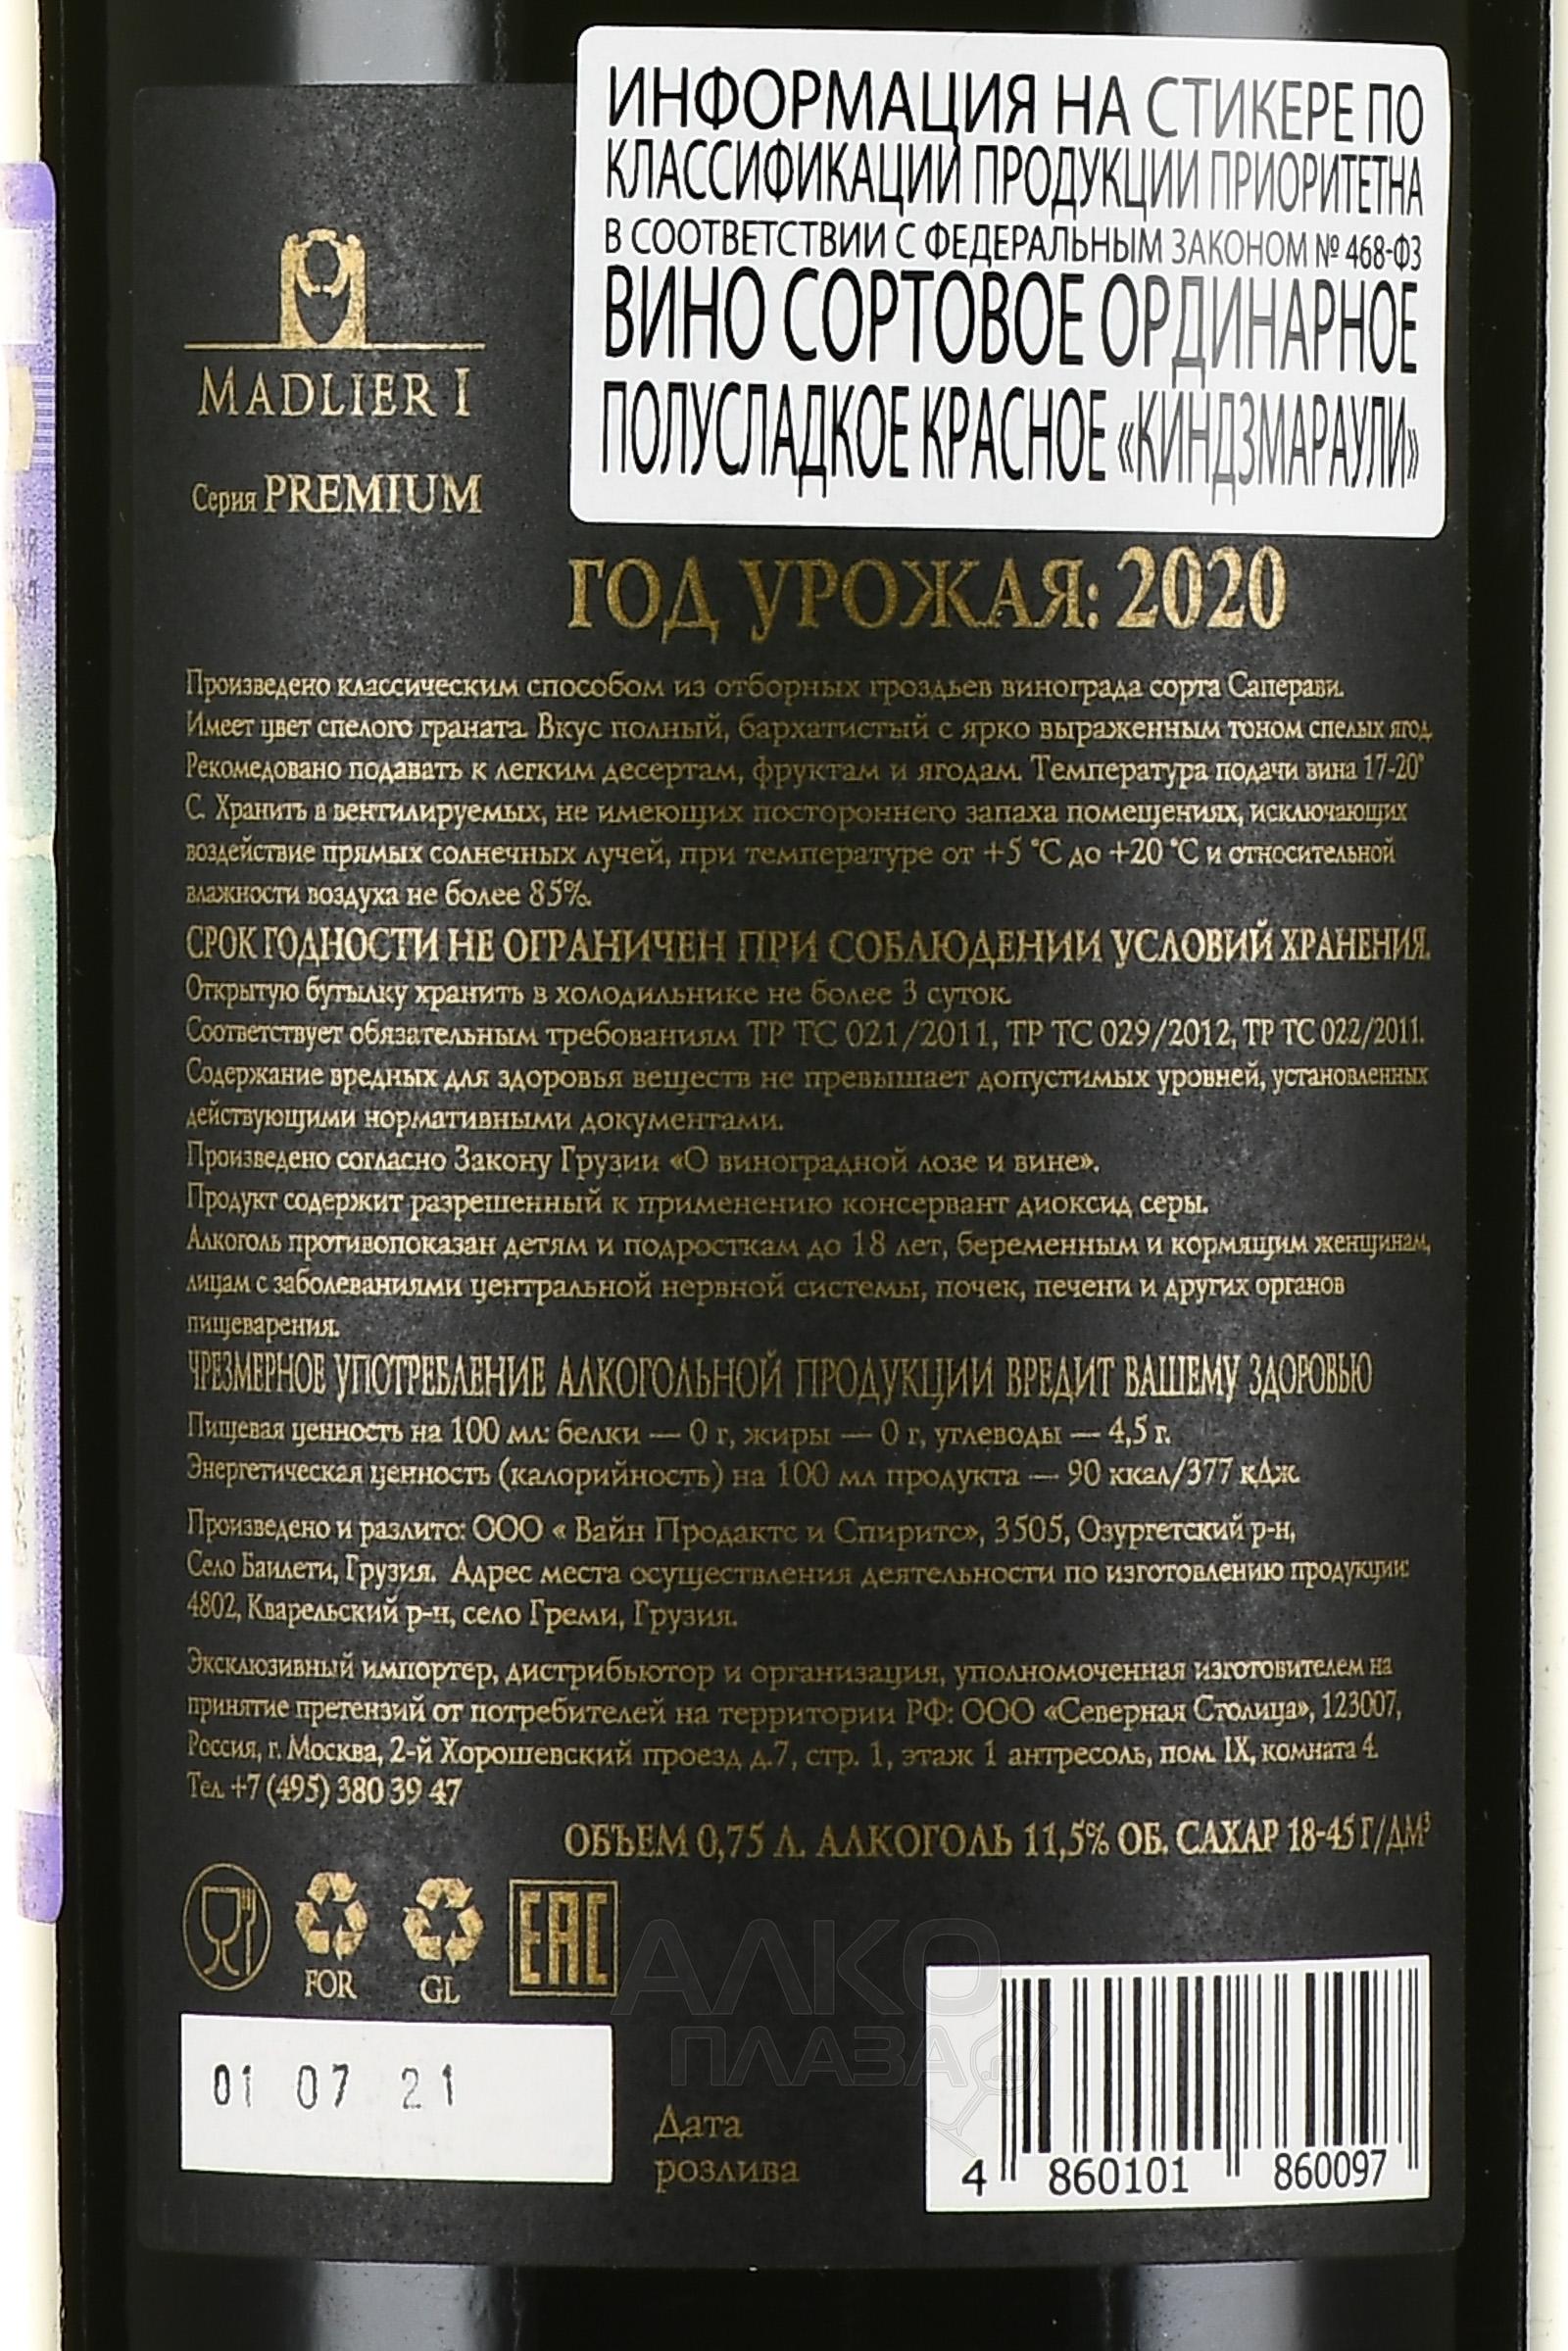 ИНФОРМАЦИЯ НА СТИКЕРЕ ПО
КЛАССИФИКАЦИИ ПРОДУКЦИИ ПРИОРИТЕТНА
В СООТВЕТСТВИИ С ФЕДЕРАЛЬНЫМ ЗАКОНОМ № 468-ФЗ
ВИНО СОРТОВОЕ ОРДИНАРНОЕ
ПОЛУСЛАДКОЕ КРАСНОЕ «КИНДЗМАРАУЛИ»
MADLIER I
Серия PREMIUM
ГОД УРОЖАЯ: 2020
Произведено классическим способом из отборных гроздьев винограда сорта Саперави.
Имеет цвет спелого граната. Вкус полный, бархатистый с ярко выраженным тоном спелых ягод.
Рекомедовано подавать к легким десертам, фруктам и ягодам. Температура подачи вина 17-20°
С. Хранить в вентилируемых, не имеющих постороннего запаха помещениях, исключающих
воздействие прямых солнечных лучей, при температуре от +5 °С до +20 °С и относительной
влажности воздуха не более 85%.
СРОК ГОДНОСТИ НЕ ОГРАНИЧЕН ПРИ СОБЛЮДЕНИИ УСЛОВИЙ ХРАНЕНИЯ.
Открытую бутылку хранить в холодильнике не более 3 суток.
Соответствует обязательным требованиям ТР ТС 021/2011, ТР ТС 029/2012, ТР ТС 022/2011.
Содержание вредных для здоровья веществ не превышает допустимых уровней, установленных
действующими нормативными документами.
Произведено согласно Закону Грузии «О виноградной лозе и вине».
Продукт содержит разрешенный к применению консервант диоксид серы.
Алкоголь противопоказан детям и подросткам до 18 лет, беременным и кормящим женщинам,
лицам с заболеваниями центральной нервной системы, почек, печени и других органов
пищеварения.
ЧРЕЗМЕРНОЕ УПОТРЕБЛЕНИЕ АЛКОГОЛЬНОЙ ПРОДУКЦИИ ВРЕДИТ ВАШЕМУ ЗДОРОВЬЮ
Пищевая ценность на 100 мл: белки — 0 г, жиры — 0 г, углеводы — 4,5 г.
Энергетическая ценность (калорийность) на 100 мл продукта — 90 ккал/377 кДж.
Произведено и разлито: ООО « Вайн Продактс и Спиритс», 3505, Озургетский р-н,
Село Баилети, Грузия. Адрес места осуществления деятельности по изготовлению продукции:
4802, Кварельский р-н, село Греми, Грузия.
Эксклюзивный импортер, дистрибьютор и организация, уполномоченная изготовителем на
принятие претензий от потребителей на территории РФ: ООО «Северная Столица», 123007,
Россия, г. Москва, 2-й Хорошевский проезд д.7, стр. 1, этаж 1 антресоль, пом. IX, комната 4.
Тел. +7 (495) 380 39 47
ОБЪЕМ 0,75 Л. АЛКОГОЛЬ 11,5% ОБ. САХАР 18-45 Г/ДМ³
FOR
GL
EAC
АЛКО
ПЛАЗА
01 07 21
Дата
розлива
4 860101 860097